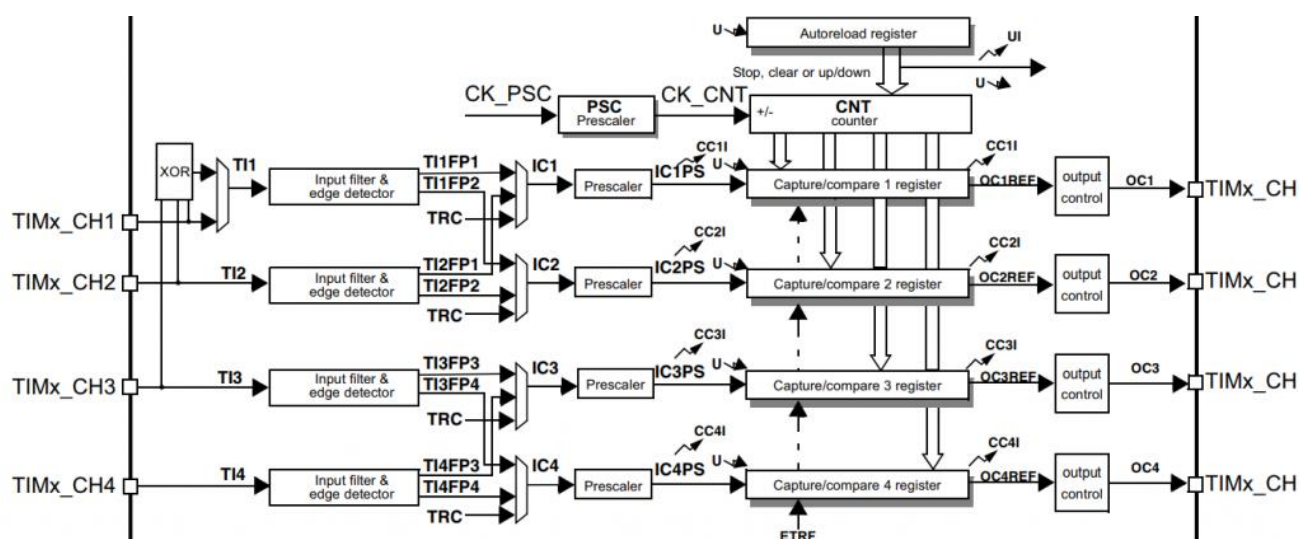 U
Autoreload register
UI
Stop, clear or up/down
U
CK_PSC
PSC
Prescaler
CK_CNT
+/-
CNT
counter
XOR
TI1
Input filter &
edge detector
TI1FP1
TI1FP2
TRC
IC1
Prescaler
CC1I
IC1PS
U
Capture/compare 1 register
CC1I
OC1REF
output
control
OC1
TIMx_CH
TIMx_CH1
TIMx_CH2
TI2
Input filter &
edge detector
TI2FP1
TI2FP2
TRC
IC2
Prescaler
CC2I
IC2PS
U
Capture/compare 2 register
CC2I
OC2REF
output
control
OC2
TIMx_CH
TIMx_CH3
TI3
Input filter &
edge detector
TI3FP3
TI3FP4
TRC
IC3
Prescaler
CC3I
IC3PS
U
Capture/compare 3 register
CC3I
OC3REF
output
control
OC3
TIMx_CH
TIMx_CH4
TI4
Input filter &
edge detector
TI4FP3
TI4FP4
TRC
IC4
Prescaler
CC4I
IC4PS
U
Capture/compare 4 register
CC4I
OC4REF
output
control
OC4
TIMx_CH